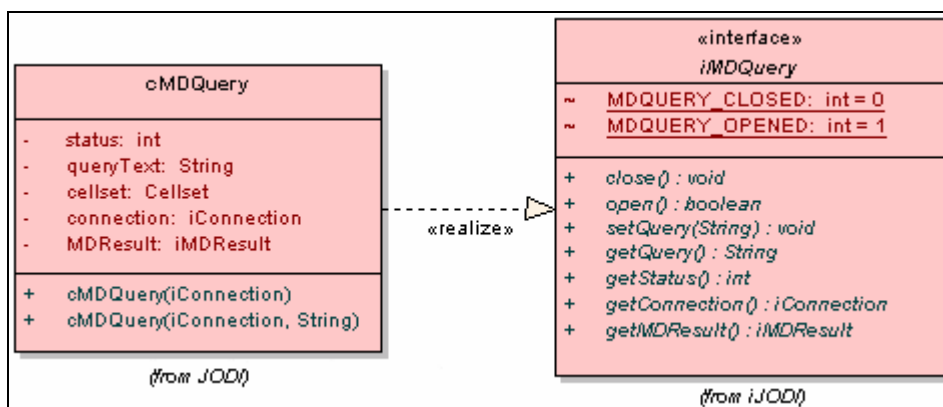 cMDQuery
- status: int
- queryText: String
- cellset: Cellset
- connection: iConnection
- MDResult: iMDResult
+ cMDQuery(iConnection)
+ cMDQuery(iConnection, String)
(from JODI)
«realize»
«interface»
iMDQuery
~ MDQUERY_CLOSED: int = 0
~ MDQUERY_OPENED: int = 1
+ close() : void
+ open() : boolean
+ setQuery(String) : void
+ getQuery() : String
+ getStatus() : int
+ getConnection() : iConnection
+ getMDResult() : iMDResult
(from iJODI)